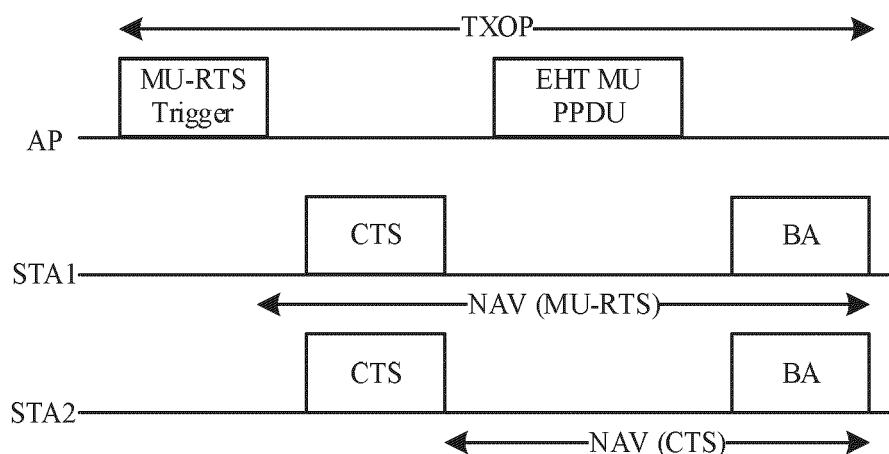 TXOP
MU-RTS
Trigger
EHT MU
PPDU
AP
CTS
BA
STA1
NAV (MU-RTS)
CTS
BA
STA2
NAV (CTS)